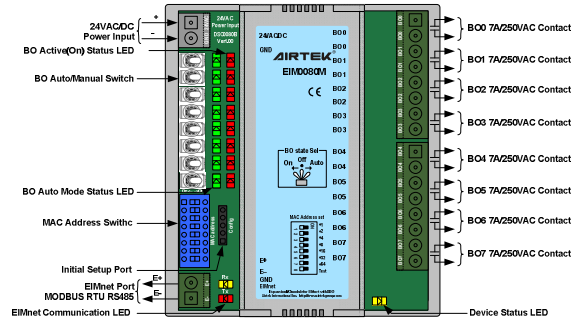 24VAC/DC
Power Input
+
-
BO Active(On) Status LED
BO Auto/Manual Switch
BO Auto Mode Status LED
MAC Address Swithc
Initial Setup Port
EIMnet Port
MODBUS RTU RS485
E+
E-
EIMnet Communication LED
24VAC
Power Input
Config
Rx
Tx
24VAC/DC
GND
AIRTEK
EIM0080M
CE
BO0
BO0
BO1
BO1
BO2
BO2
BO3
BO3
BO state Sel
On
Off
Auto
BO4
BO4
BO5
BO5
BO6
BO6
BO7
BO7
MAC Address set
Test
E+
E-
GND
EIMnet
BO0 7A/250VAC Contact
BO1 7A/250VAC Contact
BO2 7A/250VAC Contact
BO3 7A/250VAC Contact
BO4 7A/250VAC Contact
BO5 7A/250VAC Contact
BO6 7A/250VAC Contact
BO7 7A/250VAC Contact
Device Status LED